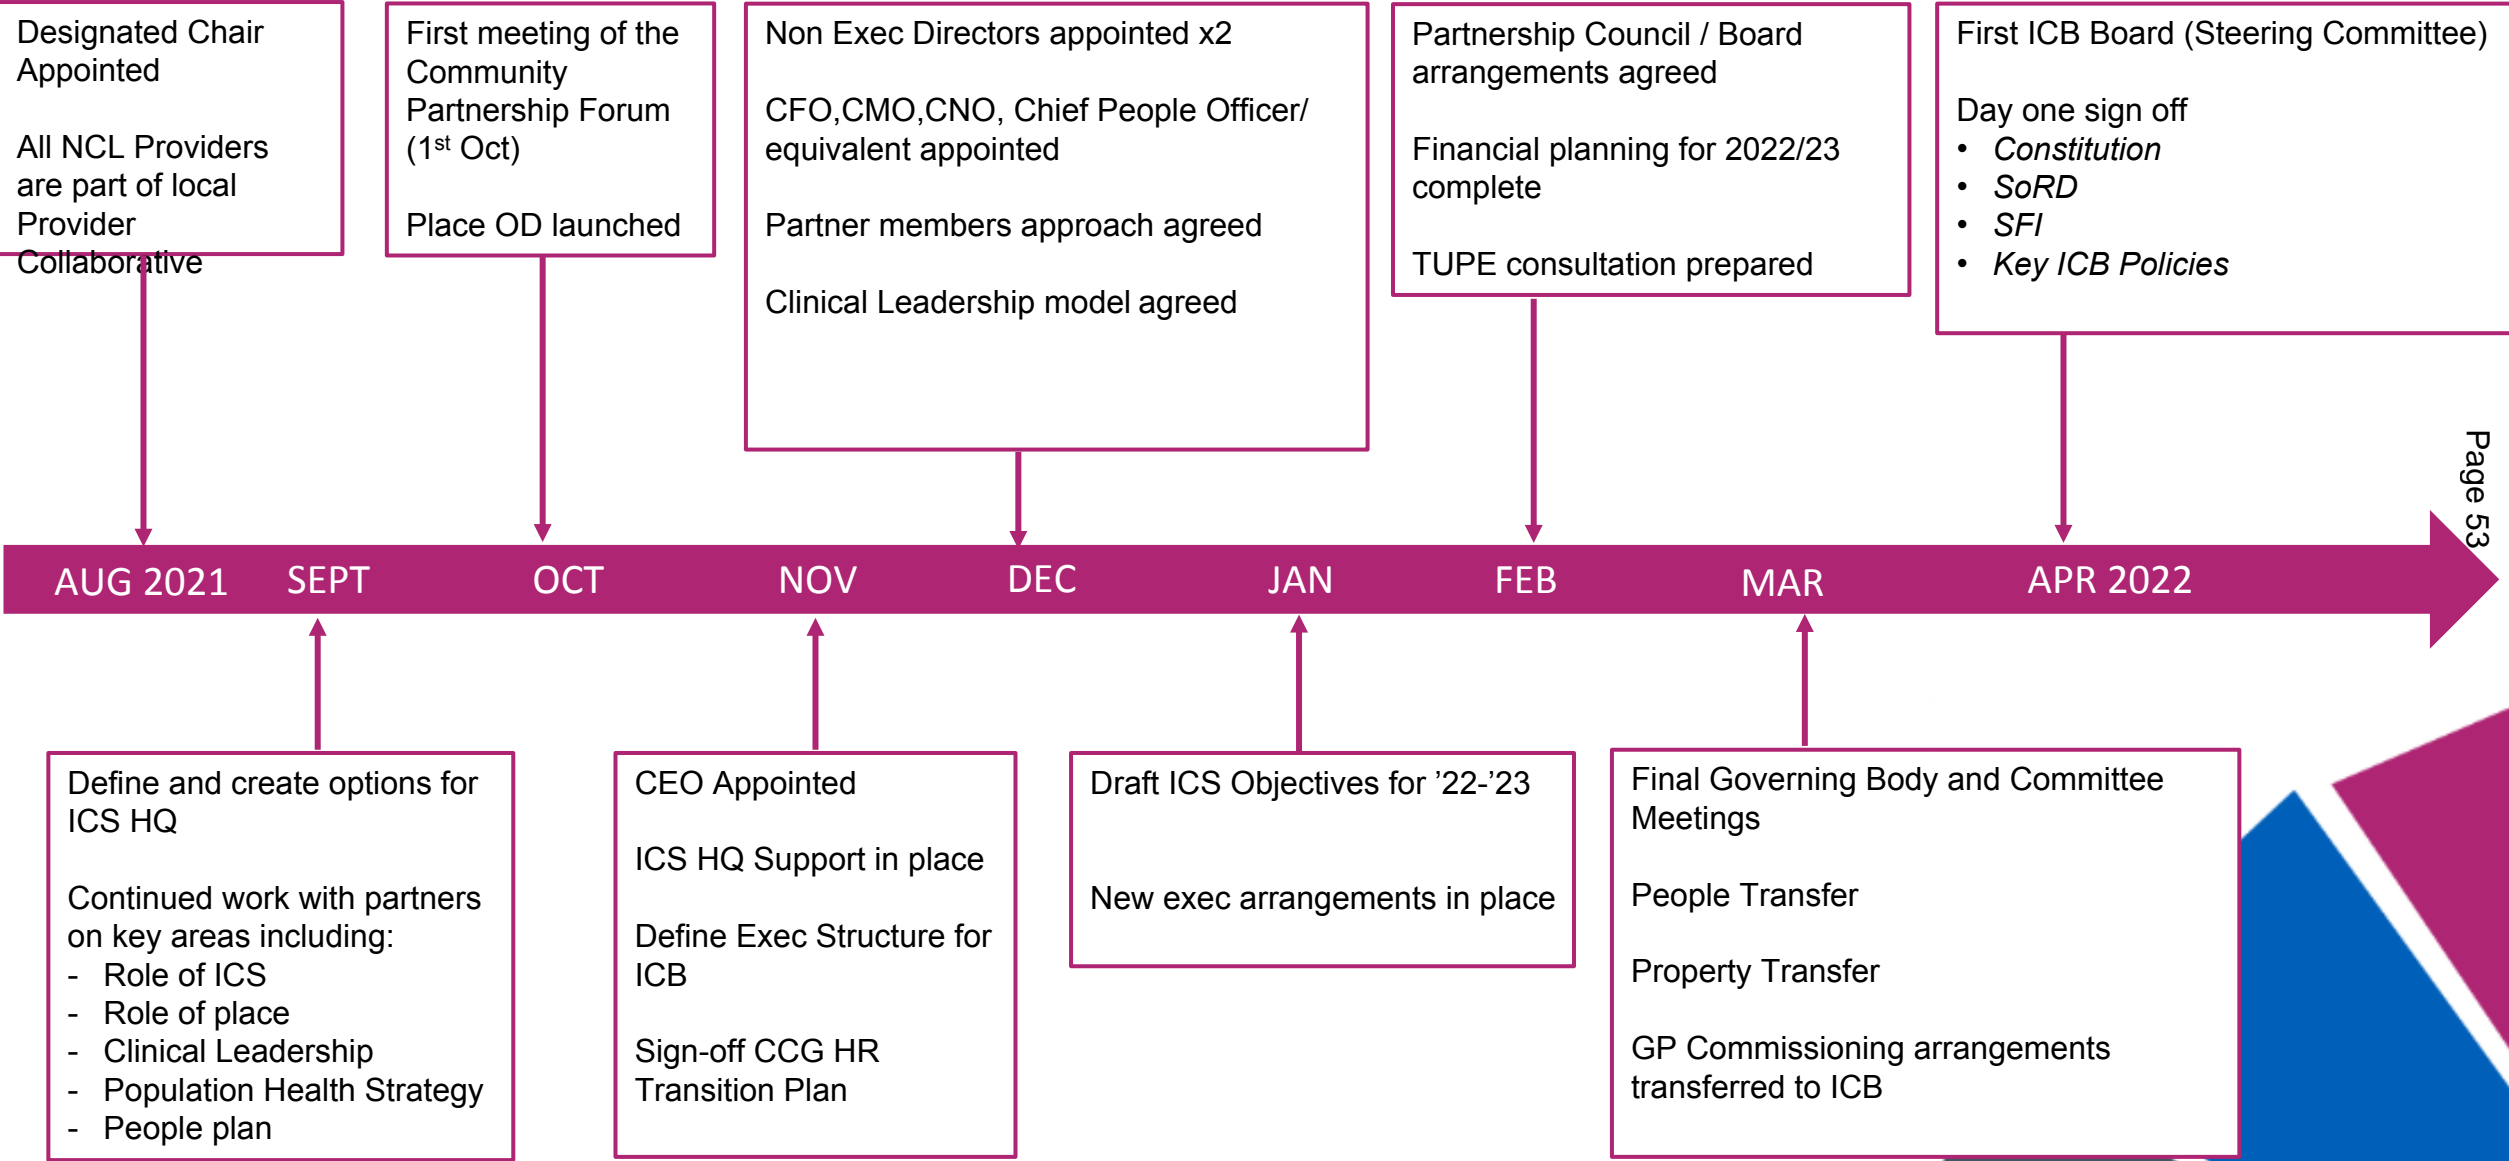 Designated Chair
Appointed
All NCL Providers
are part of local
Provider
Collaborative
First meeting of the
Community
Partnership Forum
(1st Oct)
Place OD launched
Non Exec Directors appointed x2
CFO,CMO,CNO, Chief People Officer/
equivalent appointed
Partner members approach agreed
Clinical Leadership model agreed
Partnership Council / Board
arrangements agreed
Financial planning for 2022/23
complete
TUPE consultation prepared
First ICB Board (Steering Committee)
Day one sign off
• Constitution
• SoRD
• SFI
• Key ICB Policies
Page 53
AUG 2021 SEPT OCT NOV DEC JAN FEB MAR APR 2022
Define and create options for
ICS HQ
Continued work with partners
on key areas including:
- Role of ICS
- Role of place
- Clinical Leadership
- Population Health Strategy
- People plan
CEO Appointed
ICS HQ Support in place
Define Exec Structure for
ICB
Sign-off CCG HR
Transition Plan
Draft ICS Objectives for ’22-’23
New exec arrangements in place
Final Governing Body and Committee
Meetings
People Transfer
Property Transfer
GP Commissioning arrangements
transferred to ICB